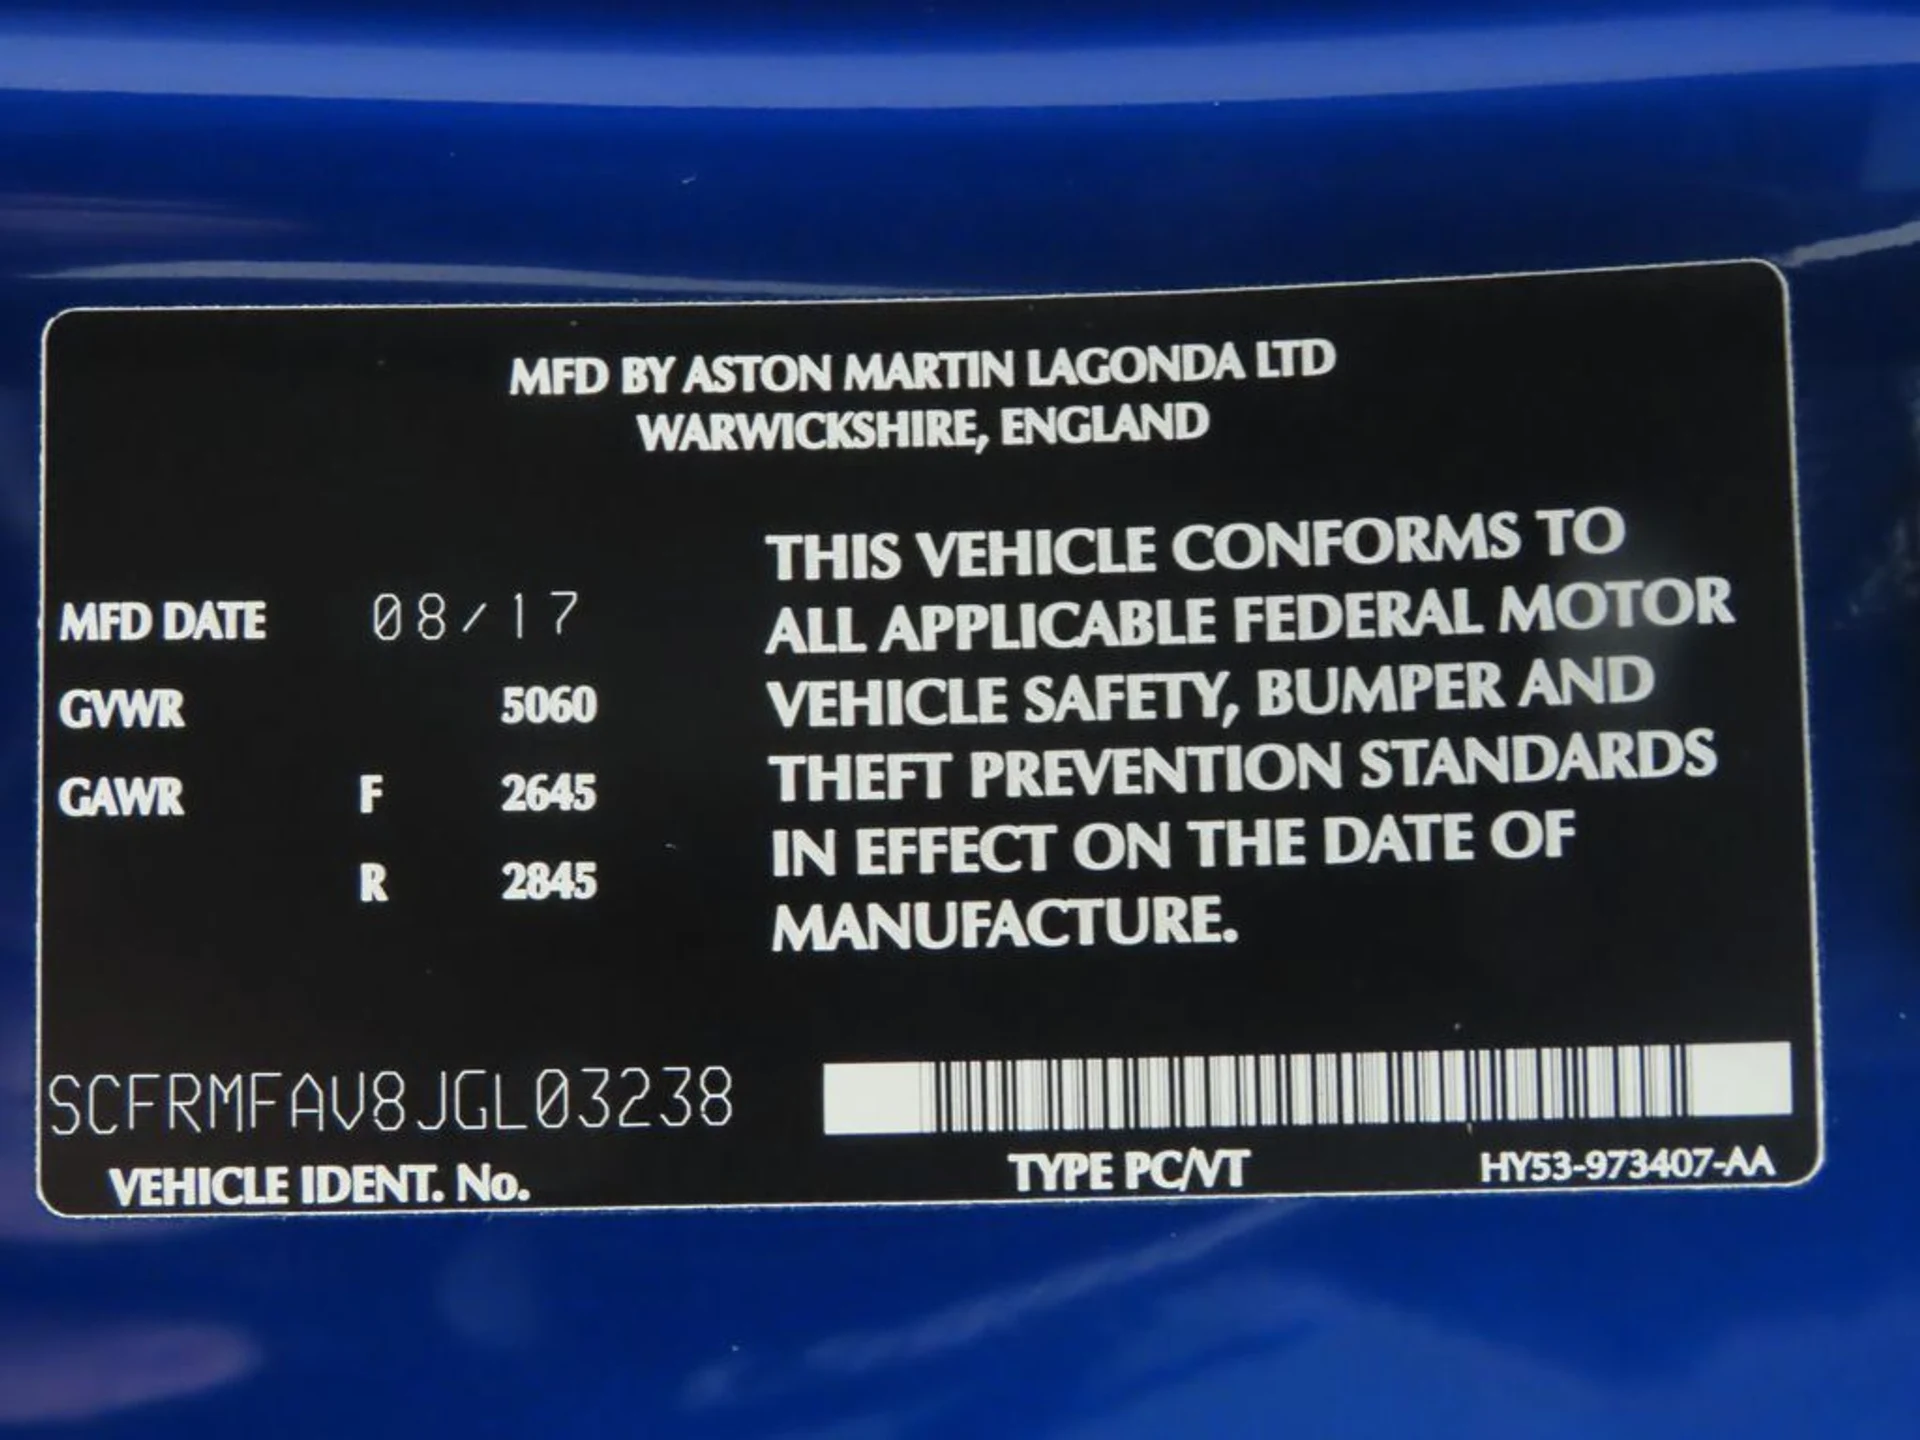 MFD BY ASTON MARTIN LAGONDA LTD
WARWICKSHIRE, ENGLAND
MFD DATE 08/17
GVWR 5060
GAWR F 2645
R 2845
THIS VEHICLE CONFORMS TO
ALL APPLICABLE FEDERAL MOTOR
VEHICLE SAFETY, BUMPER AND
THEFT PREVENTION STANDARDS
IN EFFECT ON THE DATE OF
MANUFACTURE.
SCFRMFAV8JGL03238
VEHICLE IDENT. No.
TYPE PC/VT
HY53-973407-AA